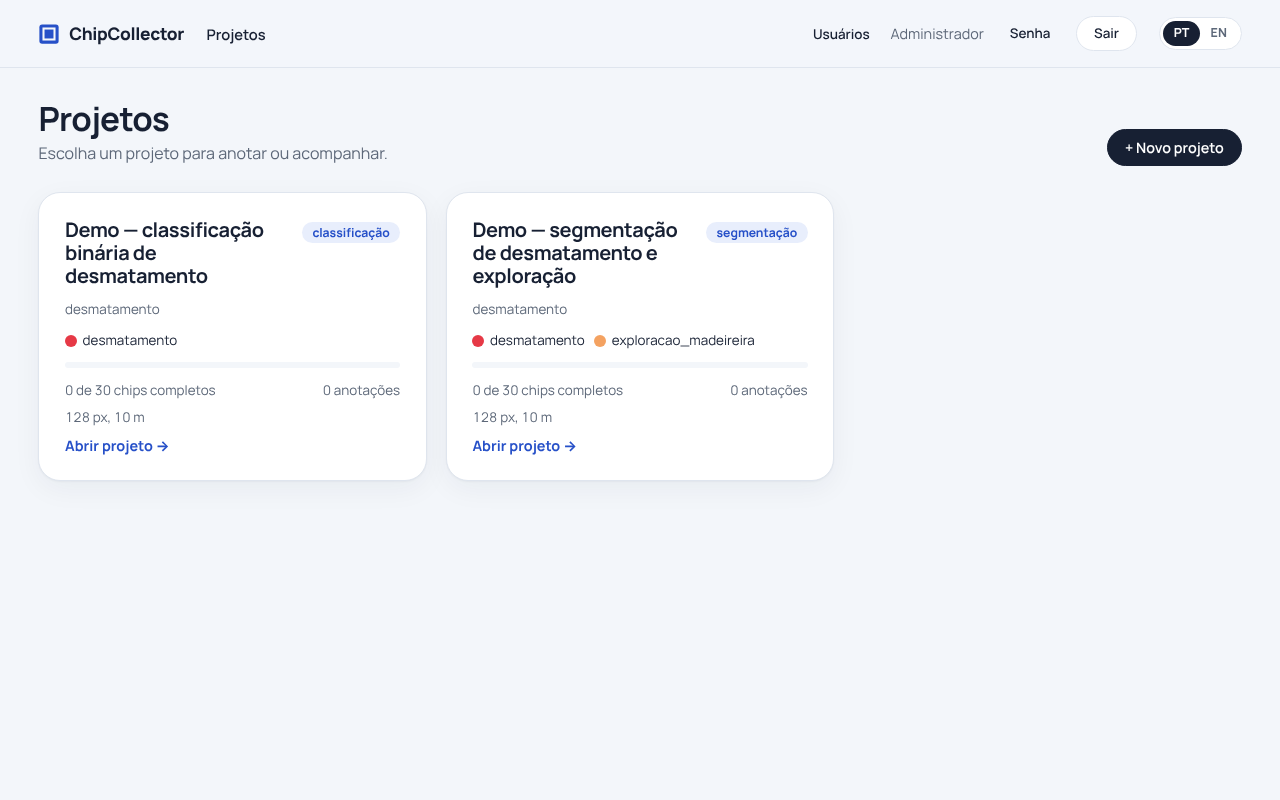 ChipCollector
Projetos
Usuários
Administrador
Senha
Sair
PT
EN
Projetos
Escolha um projeto para anotar ou acompanhar.
+ Novo projeto
Demo — classificação
binária de
desmatamento
classificação
desmatamento
desmatamento
0 de 30 chips completos
0 anotações
128 px, 10 m
Abrir projeto →
Demo — segmentação
de desmatamento e
exploração
segmentação
desmatamento
desmatamento
exploracao_madeireira
0 de 30 chips completos
0 anotações
128 px, 10 m
Abrir projeto →